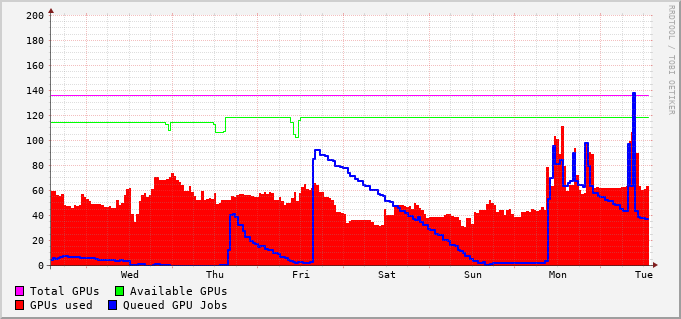 200
180
160
140
120
100
80
60
40
20
0
Wed Thu Fri Sat Sun Mon Tue
Total GPUs Available GPUs
GPUs used Queued GPU Jobs
RRDTOOL / TOBI OETIKER